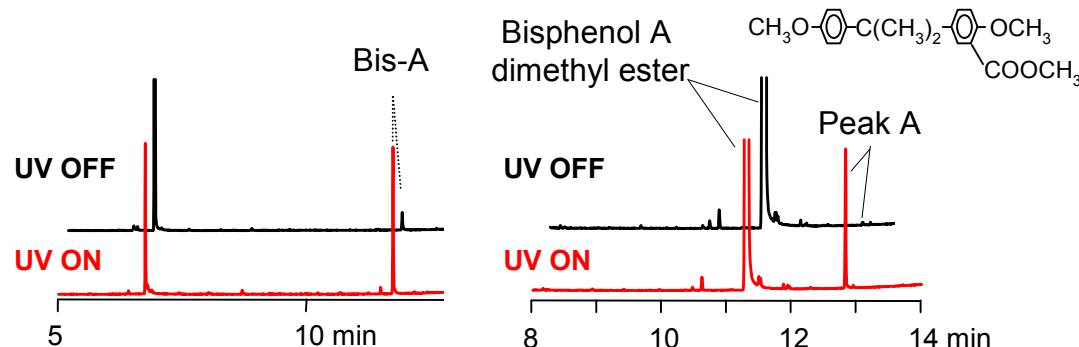 Bis-A
UV OFF
UV ON
5
10 min
Bisphenol A
dimethyl ester
CH₃O
C(CH₃)₂
OCH₃
COOCH₃
Peak A
UV OFF
UV ON
8
10
12
14 min